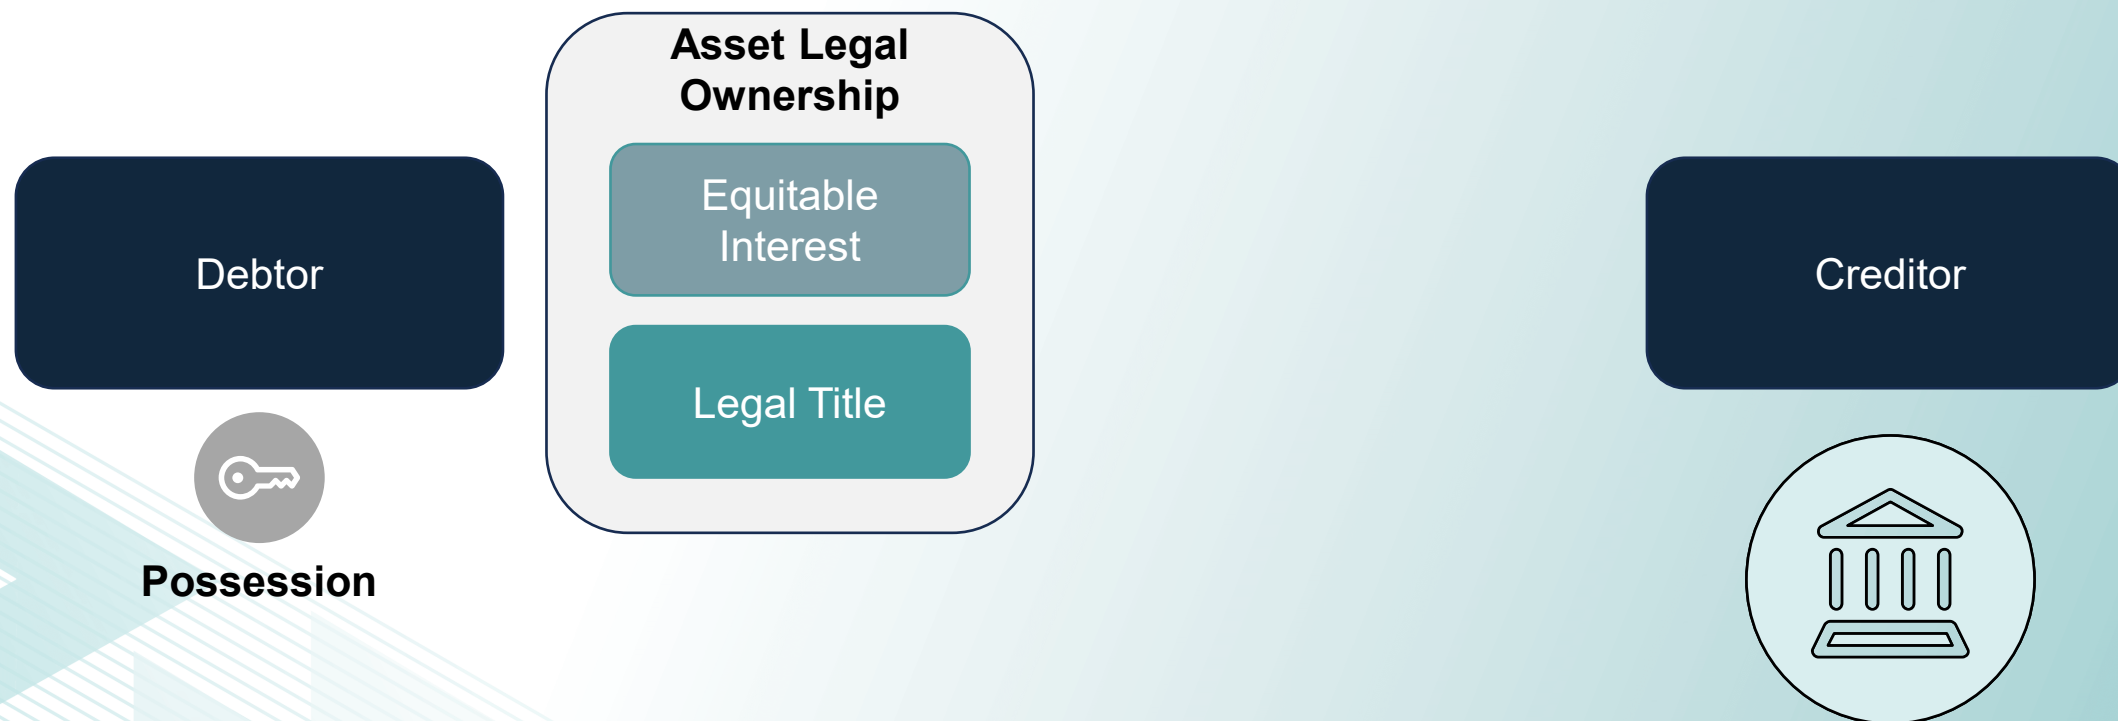 Asset Legal
Ownership
Equitable
Interest
Legal Title
Debtor
Possession
Creditor